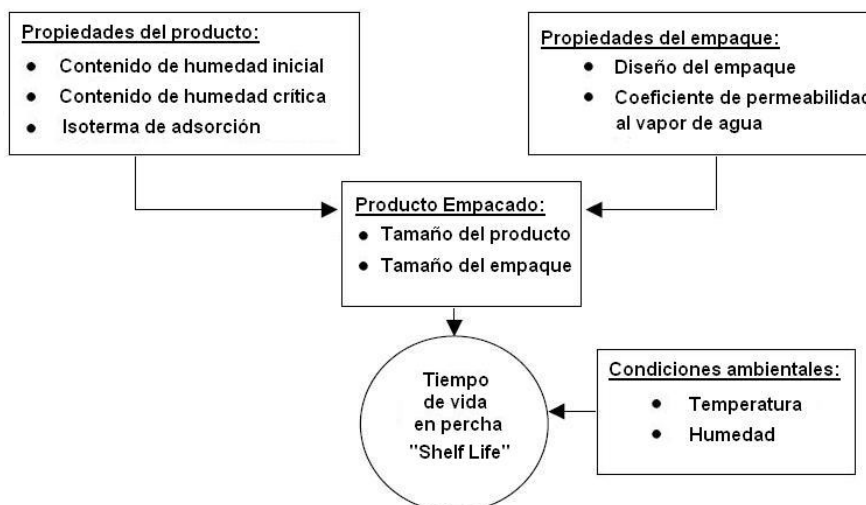 Propiedades del producto:
● Contenido de humedad inicial
● Contenido de humedad crítica
● Isoterma de adsorción
Propiedades del empaque:
● Diseño del empaque
● Coeficiente de permeabilidad
al vapor de agua
Producto Empacado:
● Tamaño del producto
● Tamaño del empaque
Tiempo
de vida
en percha
"Shelf Life"
Condiciones ambientales:
● Temperatura
● Humedad